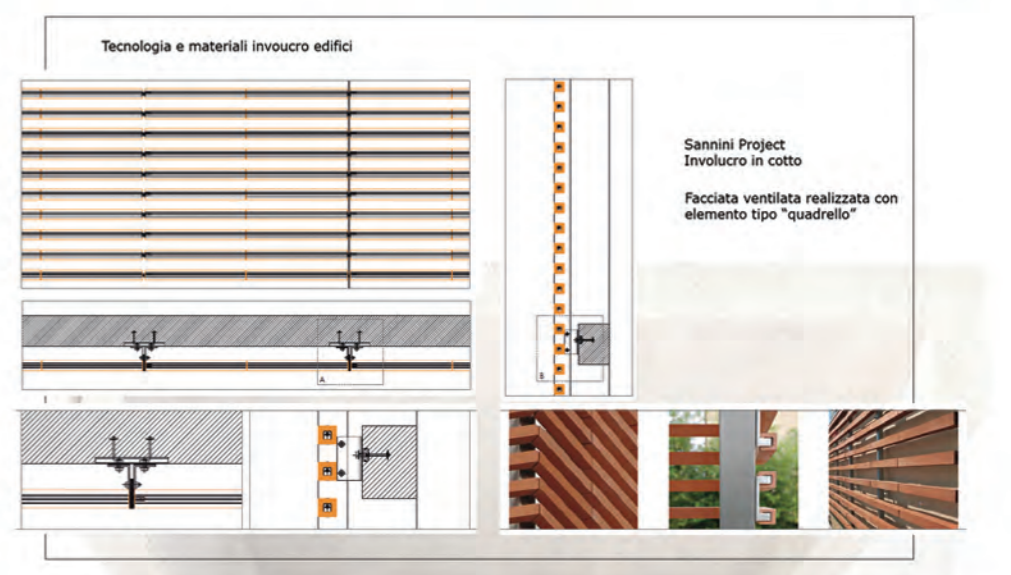 Tecnologia e materiali invoucro edifici
Sannini Project
Involucro in cotto
Facciata ventilata realizzata con
elemento tipo "quadrello"
A
B